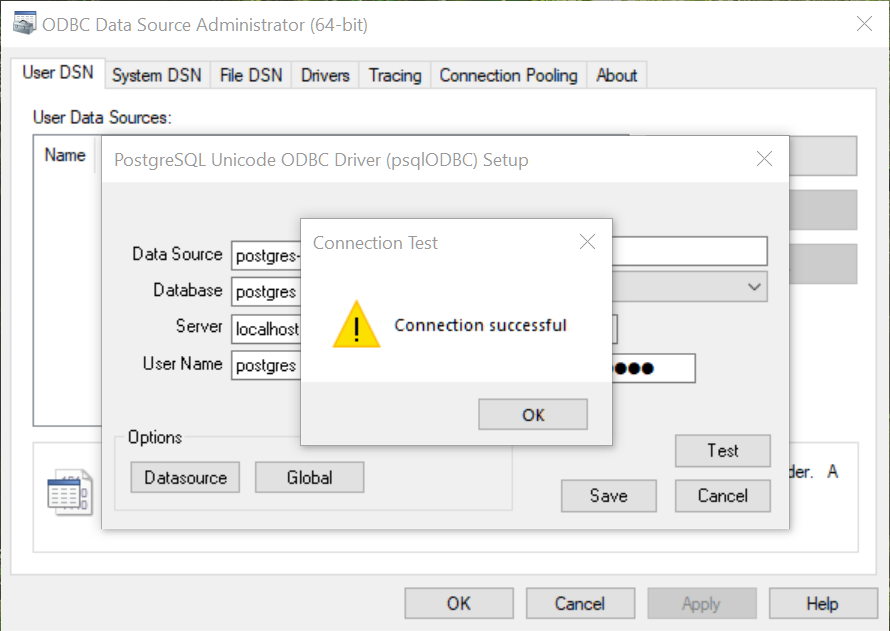 ODBC Data Source Administrator (64-bit)
User DSN System DSN File DSN Drivers Tracing Connection Pooling About
User Data Sources:
Name
PostgreSQL Unicode ODBC Driver (psqlODBC) Setup
Connection Test
Data Source postgres-
Database postgres
Server localhost
User Name postgres
Connection successful
OK
Options
Datasource Global
Test
Save Cancel
der. A
OK Cancel Apply Help